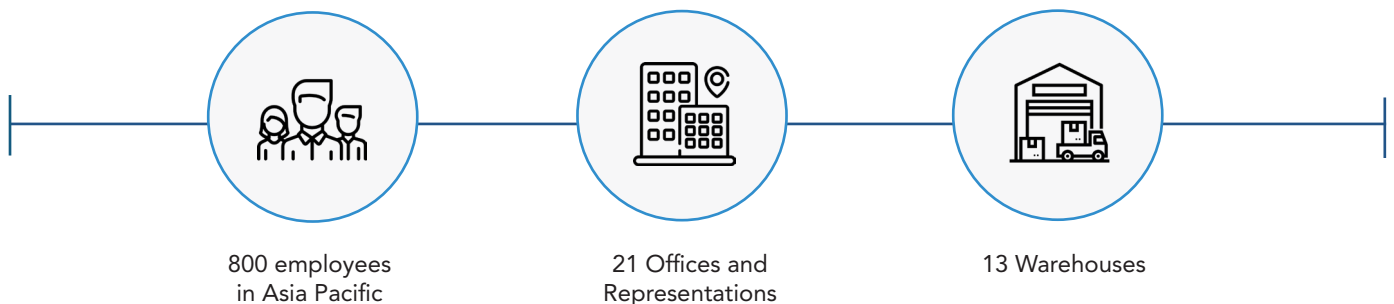 800 employees
in Asia Pacific
21 Offices and
Representations
13 Warehouses